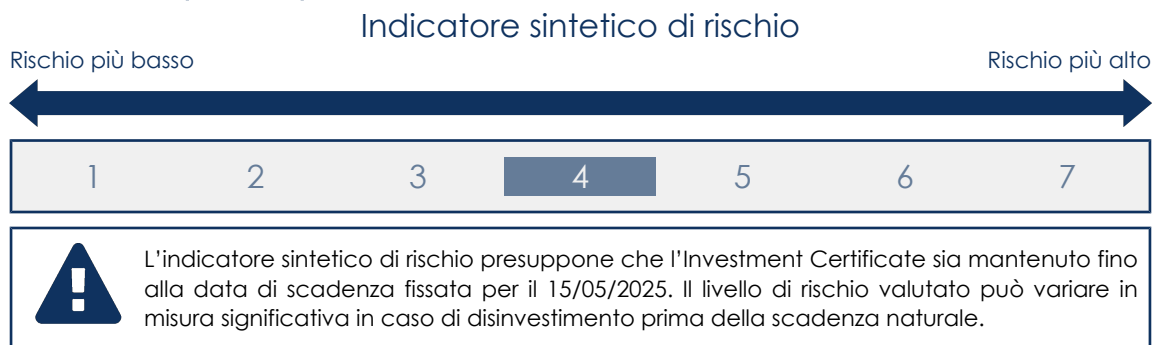 Indicatore sintetico di rischio
Rischio più basso Rischio più alto
1 2 3 4 5 6 7
L'indicatore sintetico di rischio presuppone che l'Investment Certificate sia mantenuto fino
alla data di scadenza fissata per il 15/05/2025. Il livello di rischio valutato può variare in
misura significativa in caso di disinvestimento prima della scadenza naturale.